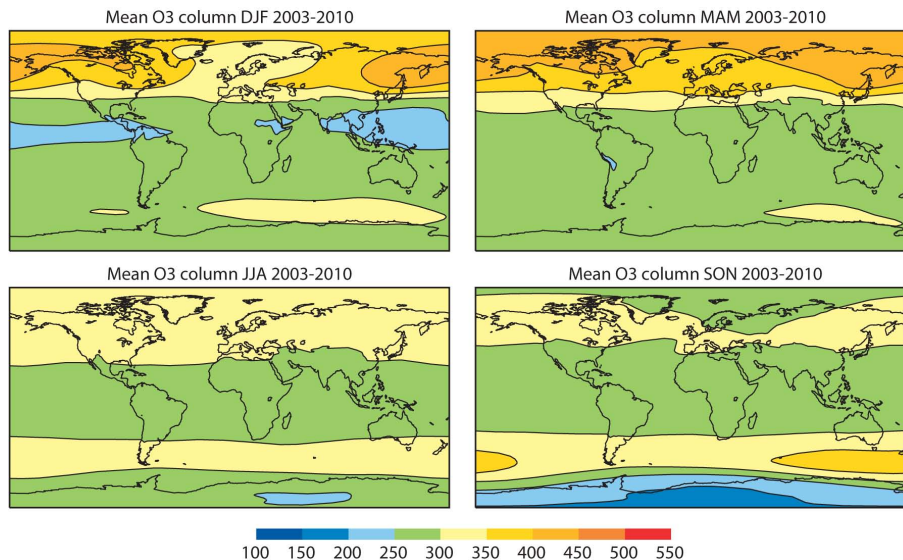 Mean O3 column DJF 2003-2010
Mean O3 column MAM 2003-2010
Mean O3 column JJA 2003-2010
Mean O3 column SON 2003-2010
100 150 200 250 300 350 400 450 500 550